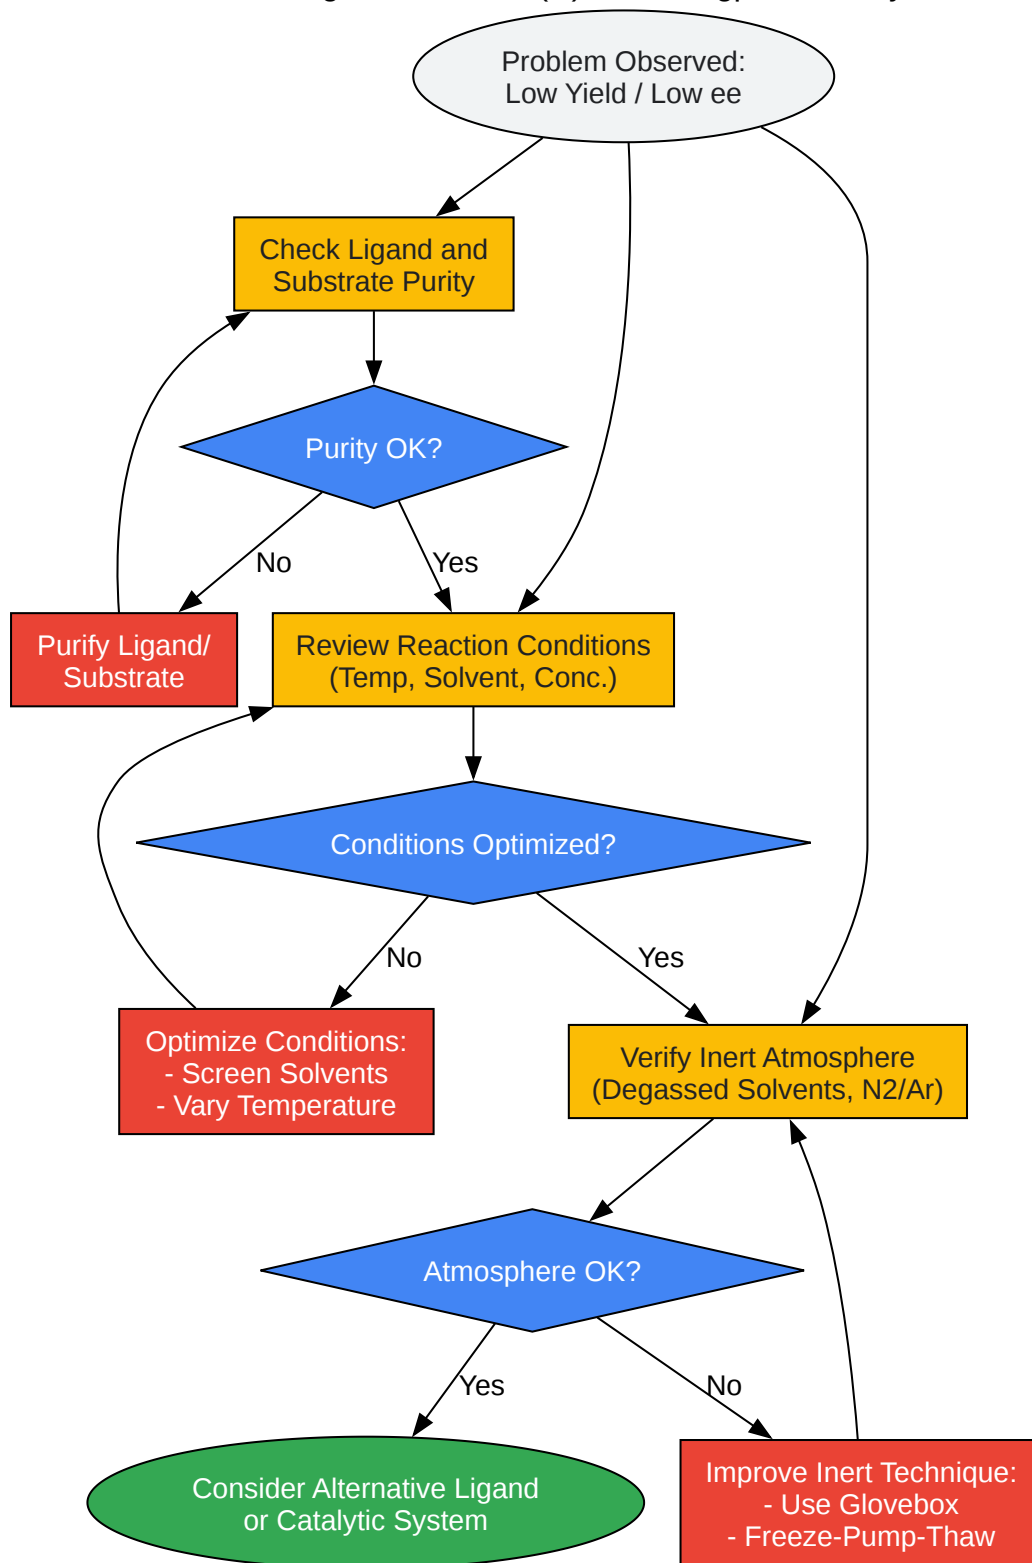 Problem Observed:
Low Yield / Low ee
Check Ligand and
Substrate Purity
Purity OK?
No
Yes
Purify Ligand/
Substrate
Review Reaction Conditions
(Temp, Solvent, Conc.)
Conditions Optimized?
No
Yes
Optimize Conditions:
- Screen Solvents
- Vary Temperature
Verify Inert Atmosphere
(Degassed Solvents, N2/Ar)
Atmosphere OK?
Yes
No
Consider Alternative Ligand
or Catalytic System
Improve Inert Technique:
- Use Glovebox
- Freeze-Pump-Thaw